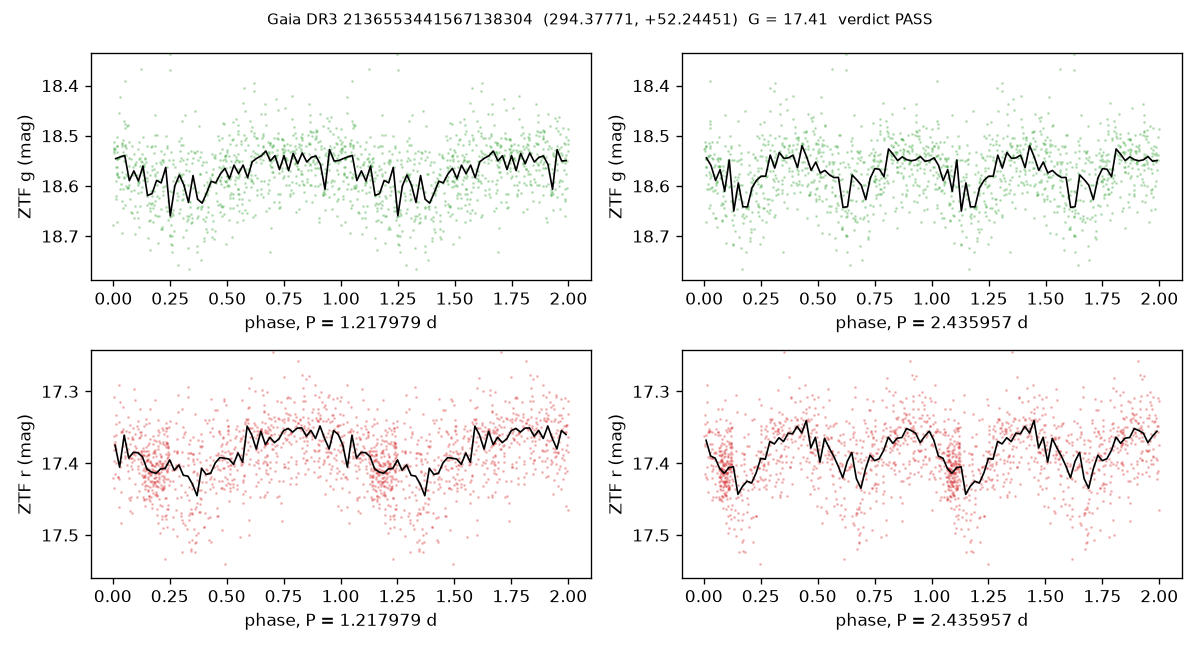 Gaia DR3 2136553441567138304 (294.37771, +52.24451) G = 17.41 verdict PASS
ZTF g (mag)
18.4
18.5
18.6
18.7
0.00 0.25 0.50 0.75 1.00 1.25 1.50 1.75 2.00
phase, P = 1.217979 d
ZTF g (mag)
18.4
18.5
18.6
18.7
0.00 0.25 0.50 0.75 1.00 1.25 1.50 1.75 2.00
phase, P = 2.435957 d
ZTF r (mag)
17.3
17.4
17.5
0.00 0.25 0.50 0.75 1.00 1.25 1.50 1.75 2.00
phase, P = 1.217979 d
ZTF r (mag)
17.3
17.4
17.5
0.00 0.25 0.50 0.75 1.00 1.25 1.50 1.75 2.00
phase, P = 2.435957 d